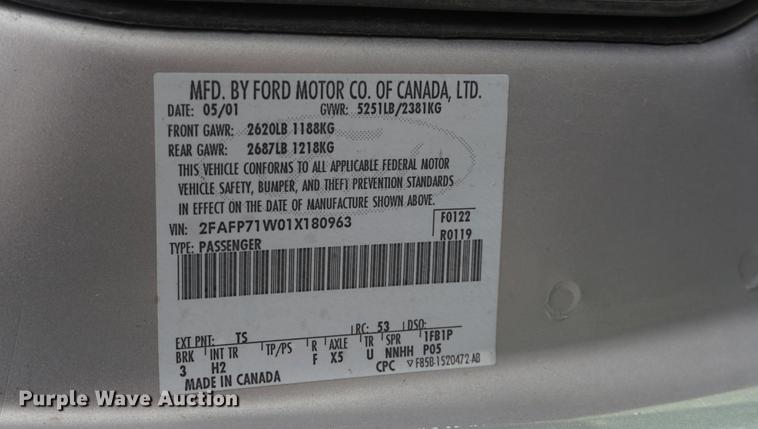 MFD. BY FORD MOTOR CO. OF CANADA, LTD.
DATE: 05/01 GVWR: 5251LB/2381KG
FRONT GAWR: 2620LB 1188KG
REAR GAWR: 2687LB 1218KG
THIS VEHICLE CONFORMS TO ALL APPLICABLE FEDERAL MOTOR
VEHICLE SAFETY, BUMPER, AND THEFT PREVENTION STANDARDS
IN EFFECT ON THE DATE OF MANUFACTURE SHOWN ABOVE.
VIN: 2FAFP71W01X180963 F0122
TYPE: PASSENGER R0119
EXT PNT: TS RC: 53 DSO:
BRK INT TR TP/PS R AXLE TR SPR 1FB1P
3 H2 F X5 U NNHH P05
MADE IN CANADA CPC F85B-1520472-AB
Purple Wave Auction